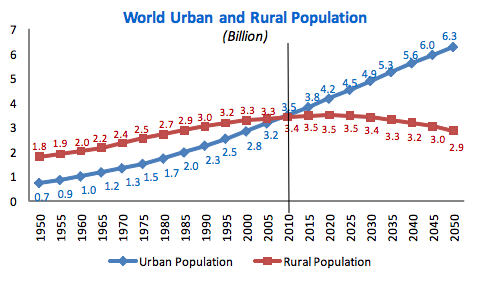 World Urban and Rural Population
(Billion)
7
6
5
4
3
2
1
0
1.8 1.9 2.0 2.2 2.4 2.5 2.7 2.9 3.0 3.2 3.3 3.3 3.4 3.5 3.5 3.5 3.4 3.3 3.2 3.0 2.9
0.7 0.9 1.0 1.2 1.3 1.5 1.7 2.0 2.3 2.5 2.8 3.2 3.5 3.8 4.2 4.5 4.9 5.3 5.6 6.0 6.3
1950 1955 1960 1965 1970 1975 1980 1985 1990 1995 2000 2005 2010 2015 2020 2025 2030 2035 2040 2045 2050
Urban Population Rural Population